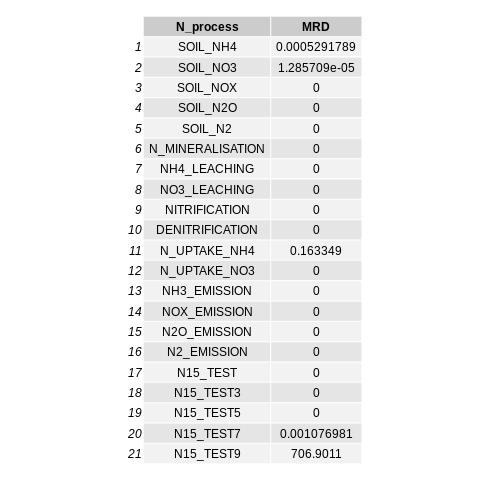 N_process MRD
1 SOIL_NH4 0.0005291789
2 SOIL_NO3 1.285709e-05
3 SOIL_NOX 0
4 SOIL_N2O 0
5 SOIL_N2 0
6 N_MINERALISATION 0
7 NH4_LEACHING 0
8 NO3_LEACHING 0
9 NITRIFICATION 0
10 DENITRIFICATION 0
11 N_UPTAKE_NH4 0.163349
12 N_UPTAKE_NO3 0
13 NH3_EMISSION 0
14 NOX_EMISSION 0
15 N2O_EMISSION 0
16 N2_EMISSION 0
17 N15_TEST 0
18 N15_TEST3 0
19 N15_TEST5 0
20 N15_TEST7 0.001076981
21 N15_TEST9 706.9011